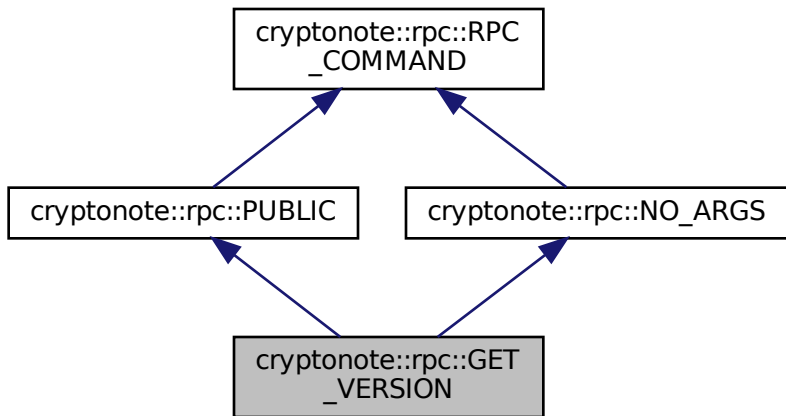 cryptonote::rpc::RPC
_COMMAND
cryptonote::rpc::PUBLIC
cryptonote::rpc::NO_ARGS
cryptonote::rpc::GET
_VERSION